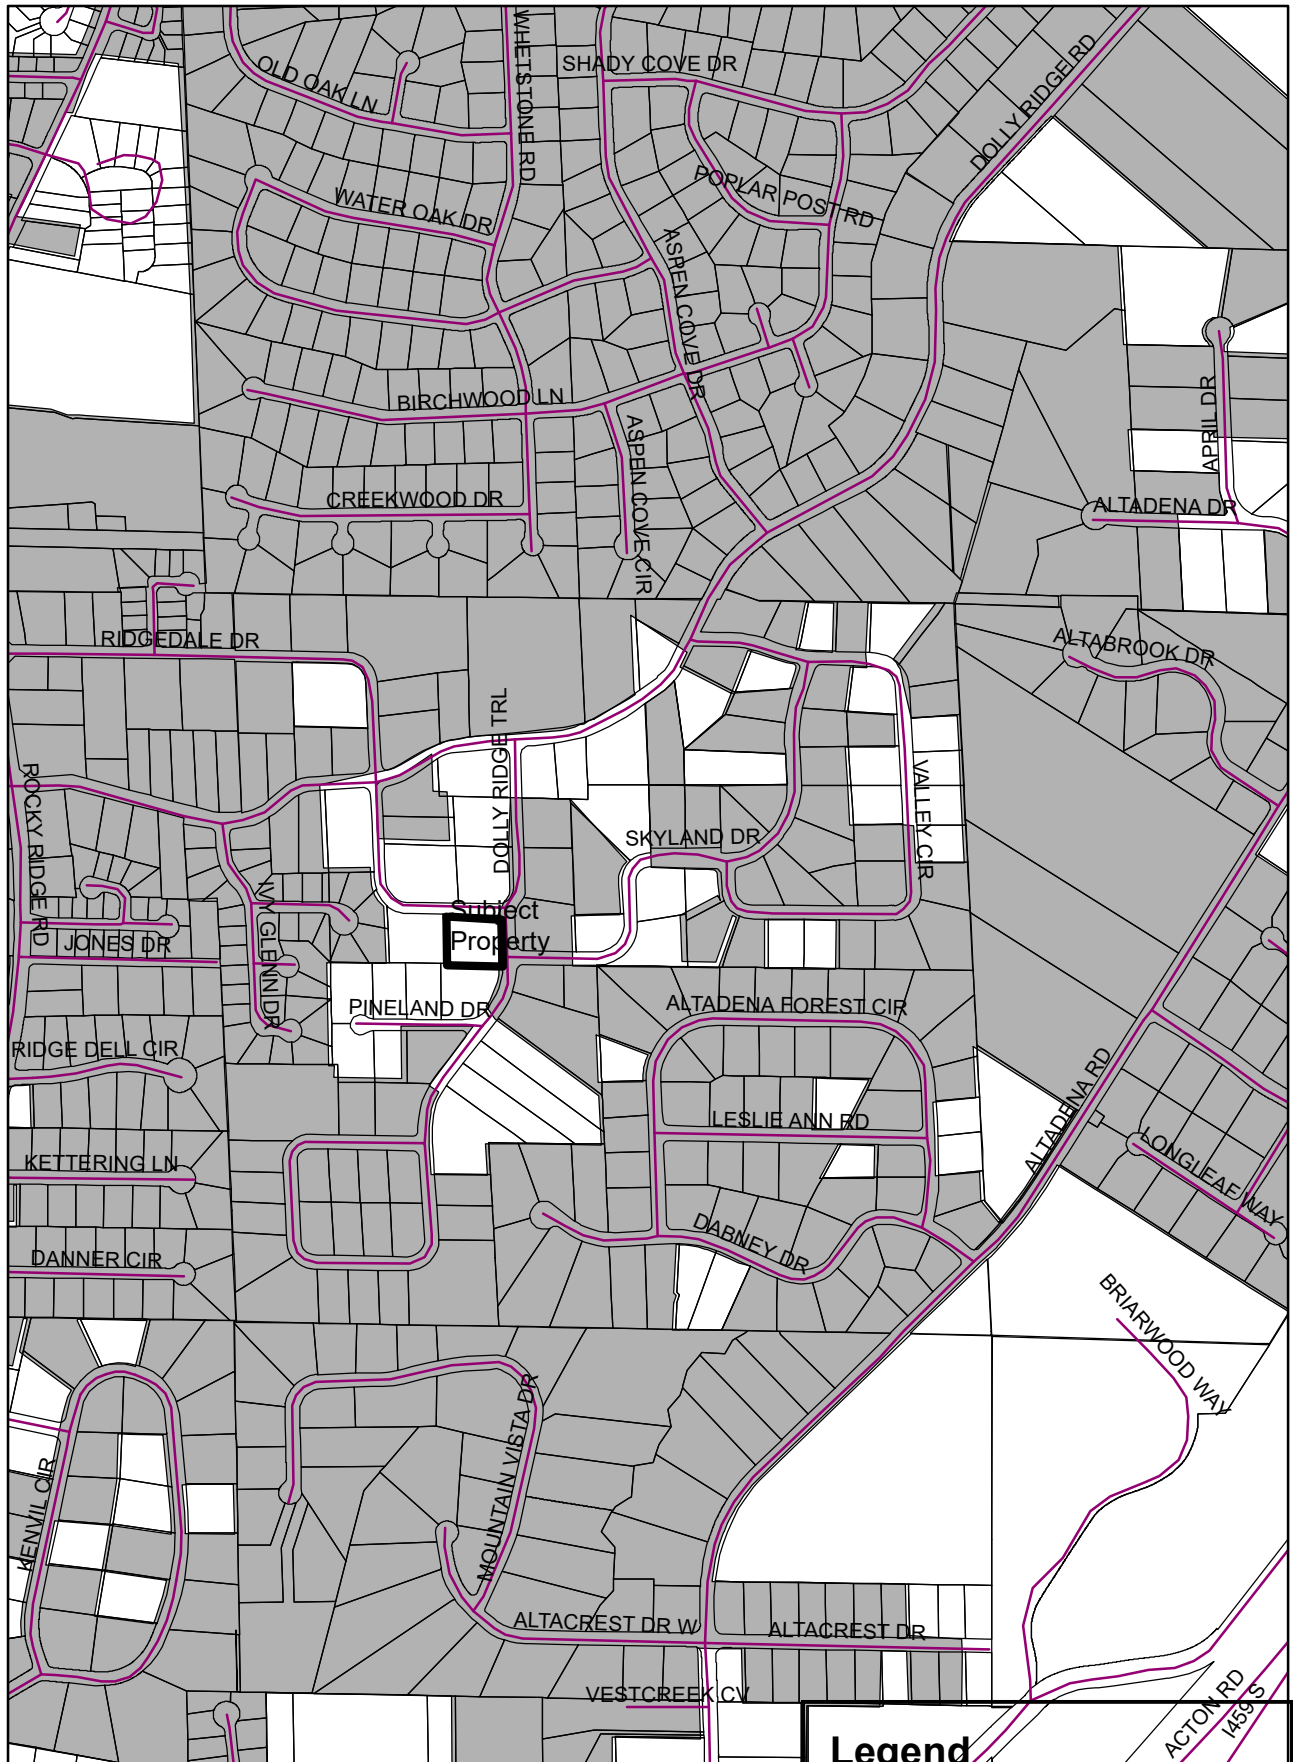 WHETSTONE RD
SHADY COVE DR
OLD OAK LN
DOLLY RIDGE RD
POPLAR POST RD
WATER OAK DR
ASPEN COVE DR
BIRCHWOOD LN
APRIL DR
ASPEN COVE CIR
CREEKWOOD DR
ALTADENA DR
RIDGEDALE DR
ALTABROOK DR
DOLLY RIDGE TRL
ROCKY RIDGE RD
VALLEY CIR
SKYLAND DR
IVY GLENN DR
Subject
Property
JONES DR
PINELAND DR
ALTADENA FOREST CIR
RIDGE DELL CIR
ALTADENA RD
LESLIE ANN RD
LONGLEAF WAY
KETTERING LN
DABNEY DR
DANNER CIR
BRIARWOOD WAY
MOUNTAIN VISTA DR
KENVIL CIR
ALTACREST DR W
ALTACREST DR
VESTCREEK CV
ACTON RD
I459 S
Legend